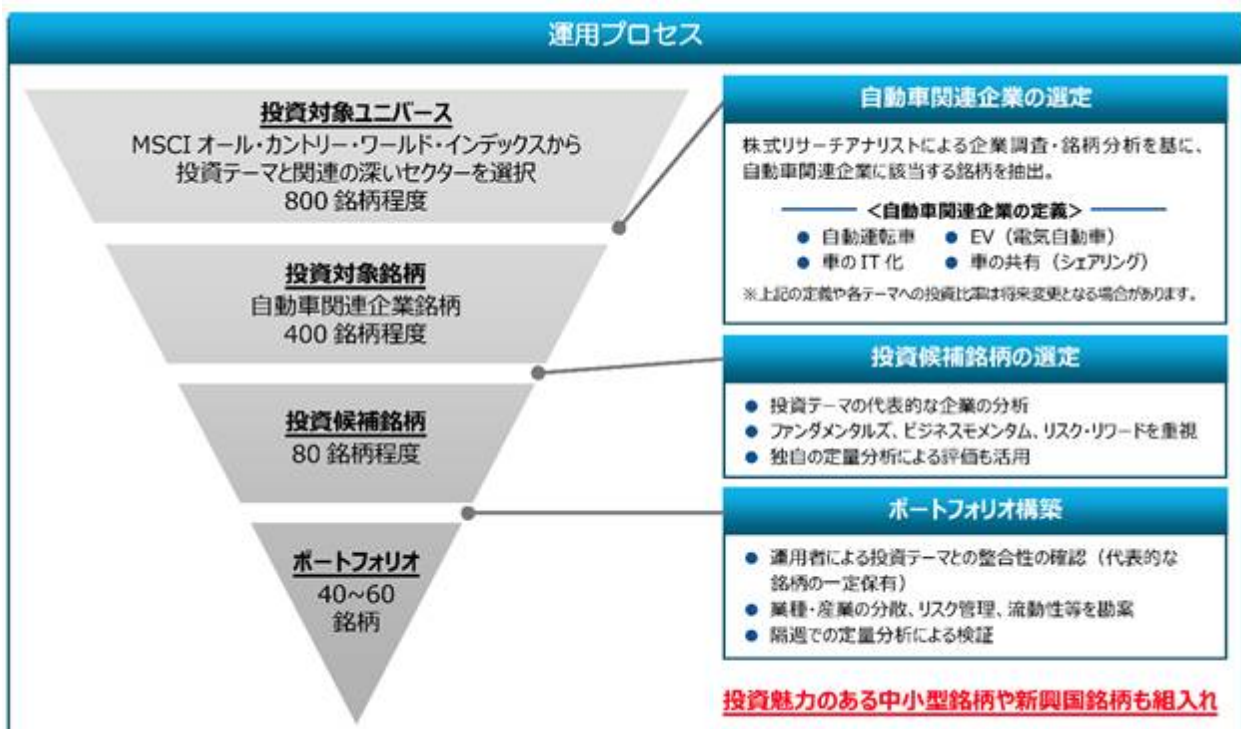 運用プロセス
投資対象ユニバース
MSCI オール・カントリー・ワールド・インデックスから
投資テーマと関連の深いセクターを選択
800 銘柄程度
投資対象銘柄
自動車関連企業銘柄
400 銘柄程度
投資候補銘柄
80 銘柄程度
ポートフォリオ
40~60
銘柄
自動車関連企業の選定
株式リサーチアナリストによる企業調査・銘柄分析を基に、
自動車関連企業に該当する銘柄を抽出。
<自動車関連企業の定義>
● 自動運転車 ● EV（電気自動車）
● 車の IT 化 ● 車の共有（シェアリング）
※上記の定義や各テーマへの投資比率は将来変更となる場合があります。
投資候補銘柄の選定
● 投資テーマの代表的な企業の分析
● ファンダメンタルズ、ビジネスモメンタム、リスク・リワードを重視
● 独自の定量分析による評価も活用
ポートフォリオ構築
● 運用者による投資テーマとの整合性の確認（代表的な
銘柄の一定保有）
● 業種・産業の分散、リスク管理、流動性等を勘案
● 隔週での定量分析による検証
投資魅力のある中小型銘柄や新興国銘柄も組入れ